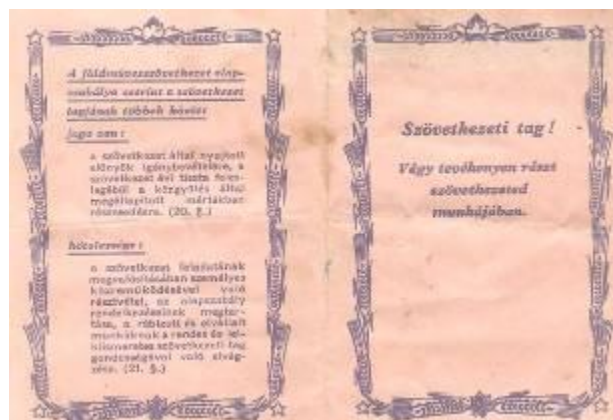 A földművesszövetkezet alap-
szabálya szerint a szövetkezet
tagjának többek között
joga van:
a szövetkezet által nyujtott
előnyök igénybevételére, a
szövetkezet évi tiszta feles-
legéből a közgyűlés által
megállapított mértékben
részesedésre. (20. §.)
kötelessége:
a szövetkezet feladatának
megvalósításában személyes
közreműködésével való
részvétel, az alapszabály
rendelkezéseinek megtar-
tása, a rábízott és elvállalt
munkáknak a rendes és lel-
kiismeretes szövetkezeti tag
gondosságával való elvég-
zése. (21. §.)
Szövetkezeti tag!
Végy tevékenyen részt
szövetkezeted
munkájában.